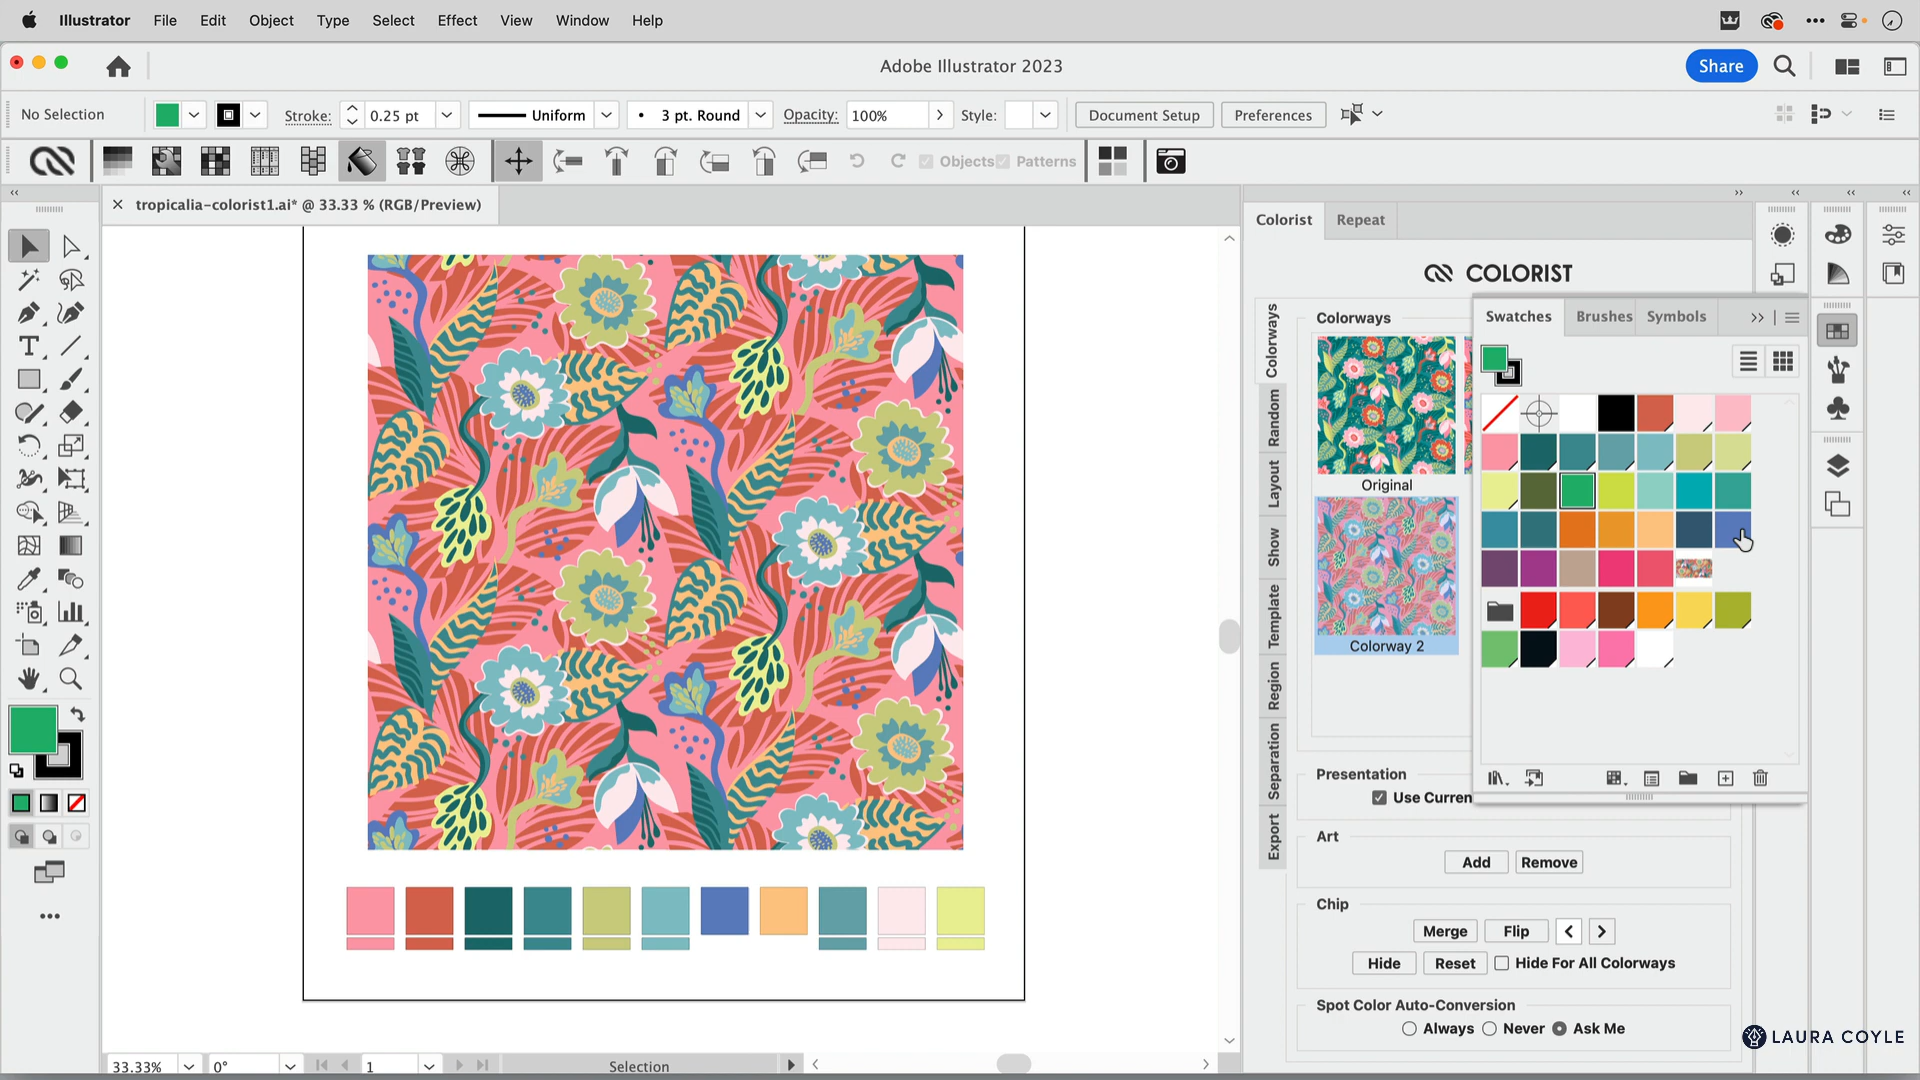 Illustrator File Edit Object Type Select Effect View Window Help
Adobe Illustrator 2023
Share
No Selection
Stroke: 0.25 pt
Uniform
3 pt. Round
Opacity: 100%
Style:
Document Setup
Preferences
Objects
Patterns
tropicalia-colorist1.ai* @ 33.33 % (RGB/Preview)
Colorist
Repeat
COLORIST
Colorways
Random
Layout
Show
Template
Region
Separation
Export
Colorways
Original
Colorway 2
Swatches
Brushes
Symbols
Presentation
Use Curren
Art
Add
Remove
Chip
Merge
Flip
Hide
Reset
Hide For All Colorways
Spot Color Auto-Conversion
Always
Never
Ask Me
LAURA COYLE
33.33%
0°
1
Selection